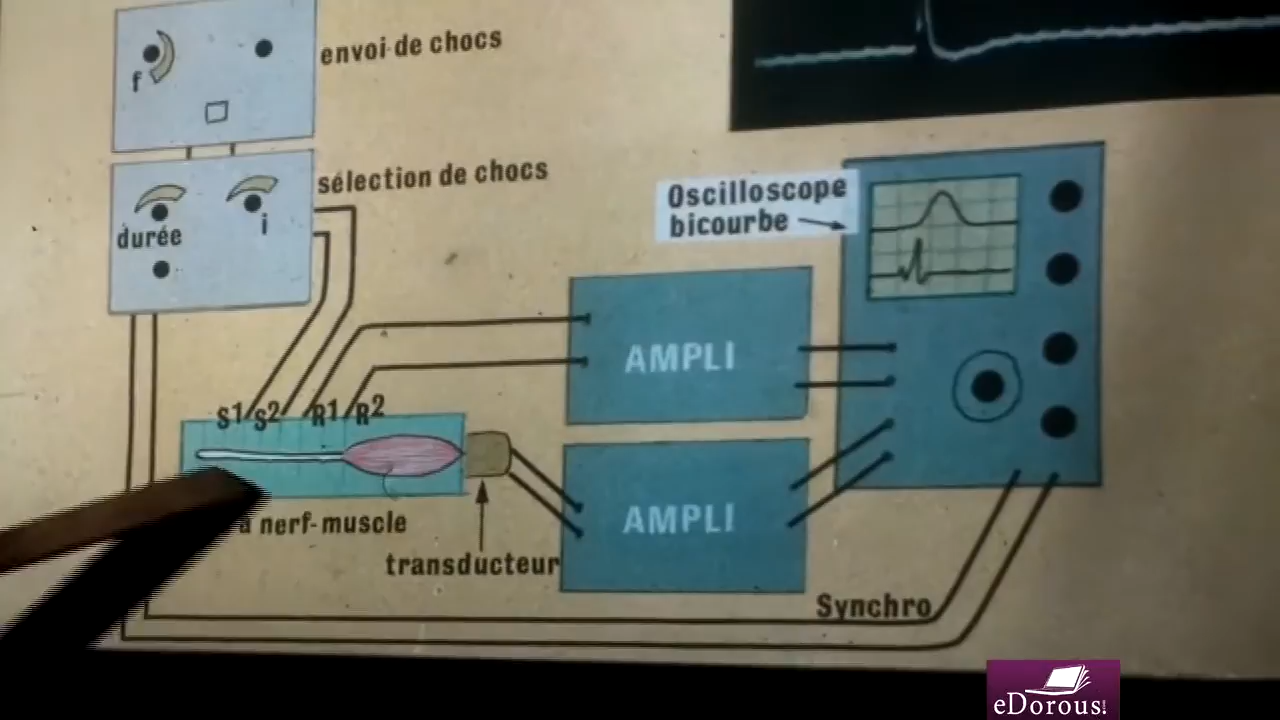 envoi de chocs
f
sélection de chocs
durée
i
Oscilloscope
bicourbe
AMPLI
S1 S2 R1 R2
nerf-muscle
AMPLI
transducteur
Synchro
eDorous!